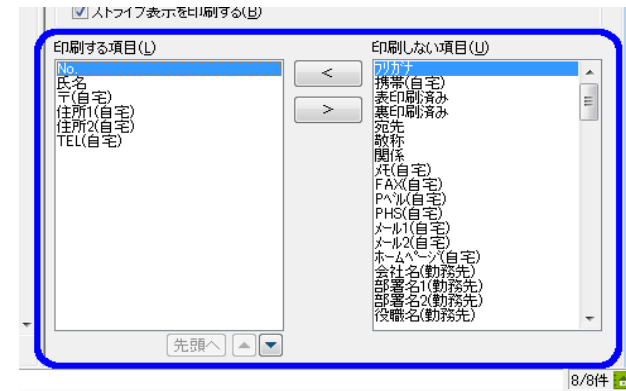 ストライプ表示を印刷する(B)
印刷する項目(L)
No.
氏名
〒(自宅)
住所1(自宅)
住所2(自宅)
TEL(自宅)
<
>
印刷しない項目(U)
フリガナ
携帯(自宅)
表印刷済み
裏印刷済み
宛先
敬称
関係
メモ(自宅)
FAX(自宅)
Pベル(自宅)
PHS(自宅)
メール1(自宅)
メール2(自宅)
ホームページ(自宅)
会社名(勤務先)
部署名1(勤務先)
部署名2(勤務先)
役職名(勤務先)
先頭へ
8/8件